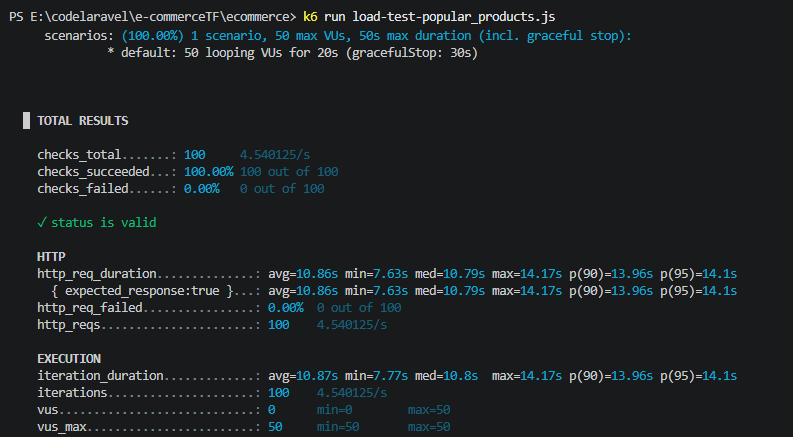 PS E:\codelaravel\e-commerceTF\ecommerce> k6 run load-test-popular_products.js
scenarios: (100.00%) 1 scenario, 50 max VUs, 50s max duration (incl. graceful stop):
* default: 50 looping VUs for 20s (gracefulStop: 30s)
TOTAL RESULTS
checks_total.......: 100 4.540125/s
checks_succeeded...: 100.00% 100 out of 100
checks_failed......: 0.00% 0 out of 100
✓ status is valid
HTTP
http_req_duration..............: avg=10.86s min=7.63s med=10.79s max=14.17s p(90)=13.96s p(95)=14.1s
{ expected_response:true }...: avg=10.86s min=7.63s med=10.79s max=14.17s p(90)=13.96s p(95)=14.1s
http_req_failed................: 0.00% 0 out of 100
http_reqs......................: 100 4.540125/s
EXECUTION
iteration_duration.............: avg=10.87s min=7.77s med=10.8s max=14.17s p(90)=13.96s p(95)=14.1s
iterations.....................: 100 4.540125/s
vus............................: 0 min=0 max=50
vus_max........................: 50 min=50 max=50